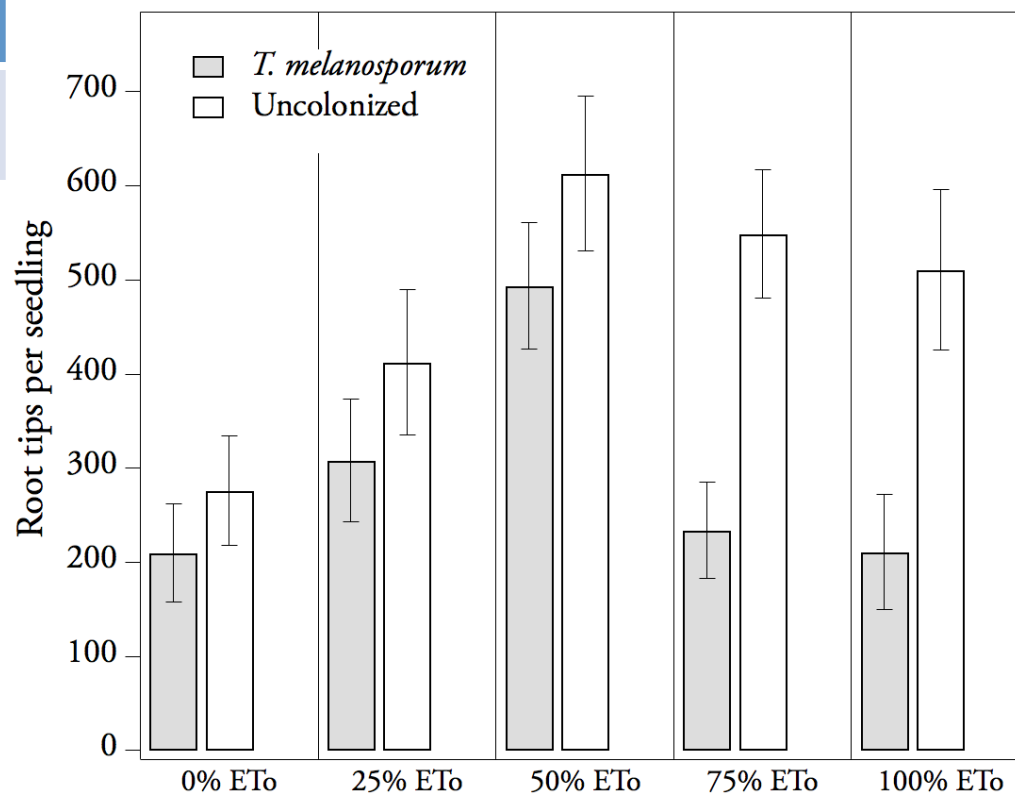 T. melanosporum
Uncolonized
Root tips per seedling
700
600
500
400
300
200
100
0
0% ETo
25% ETo
50% ETo
75% ETo
100% ETo